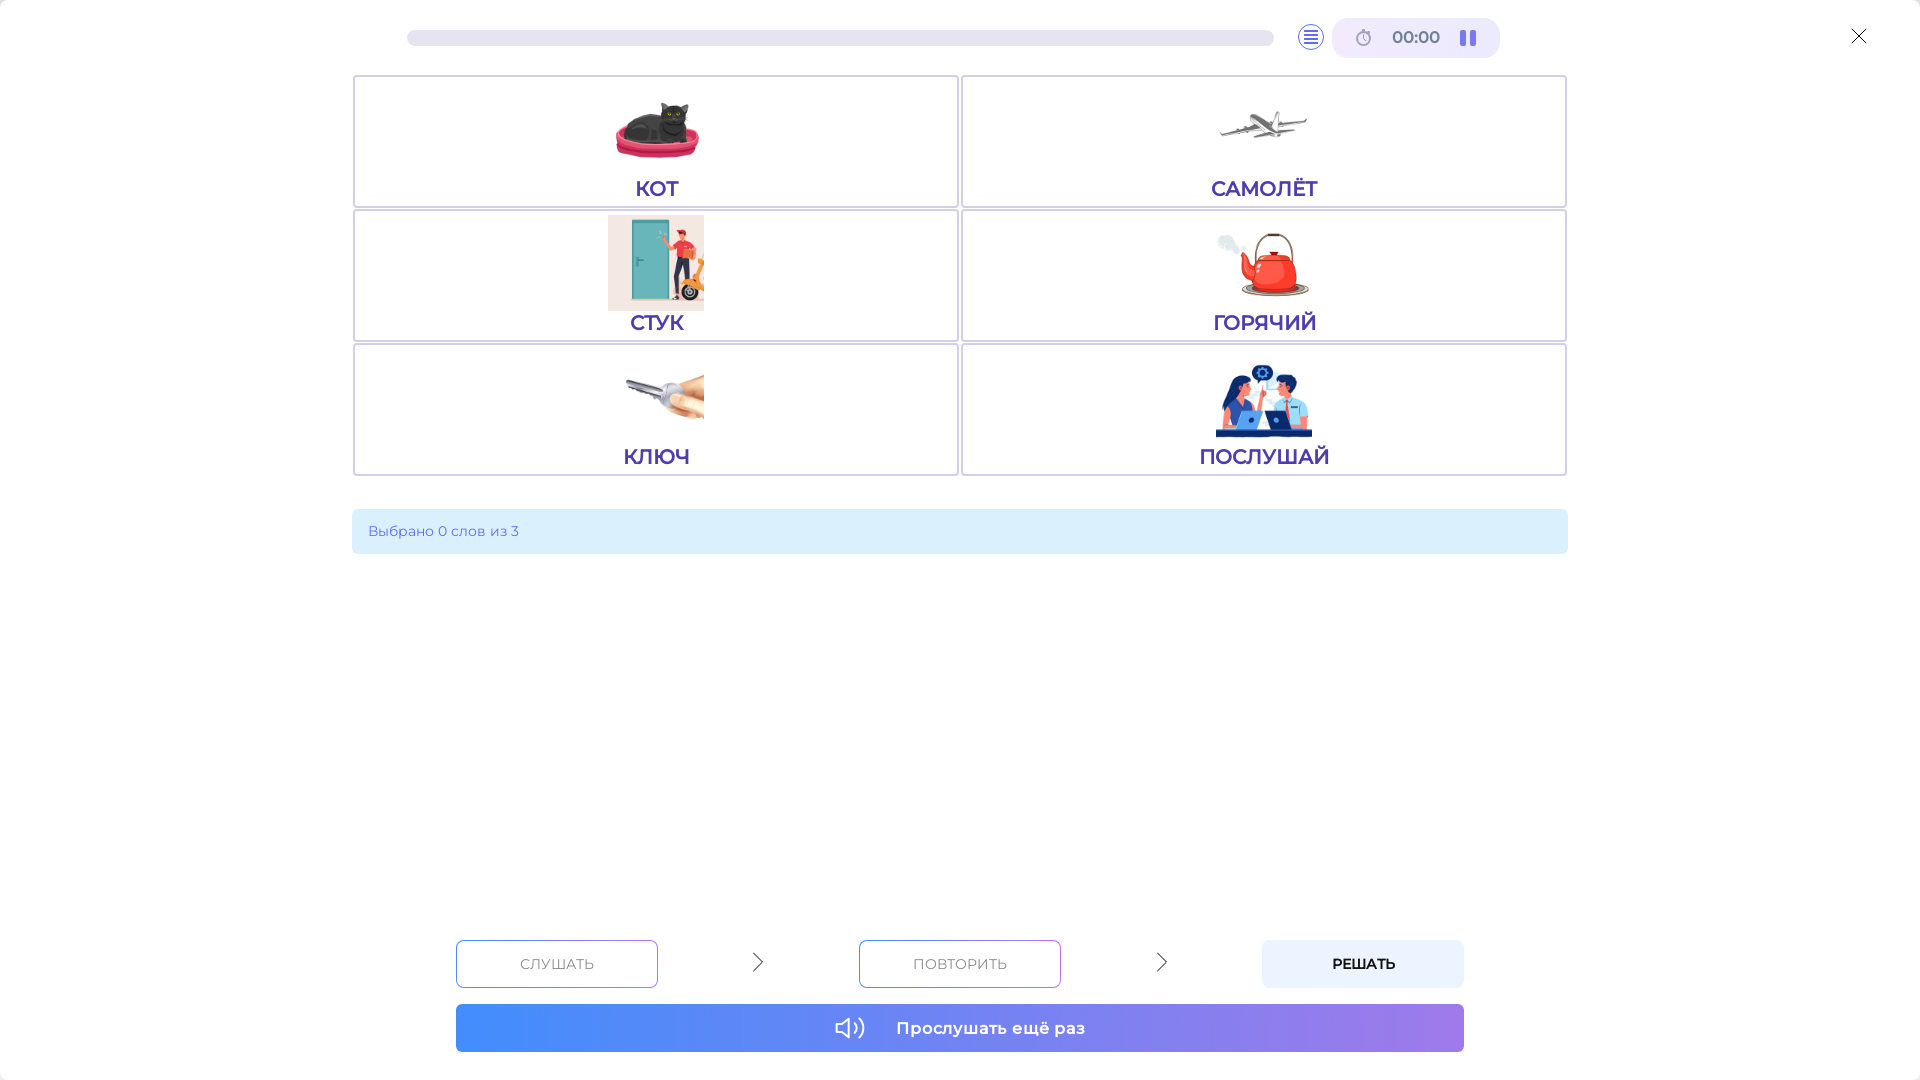 00:00
КОТ
САМОЛЁТ
СТУК
ГОРЯЧИЙ
КЛЮЧ
ПОСЛУШАЙ
Выбрано 0 слов из 3
СЛУШАТЬ
ПОВТОРИТЬ
РЕШАТЬ
Прослушать ещё раз